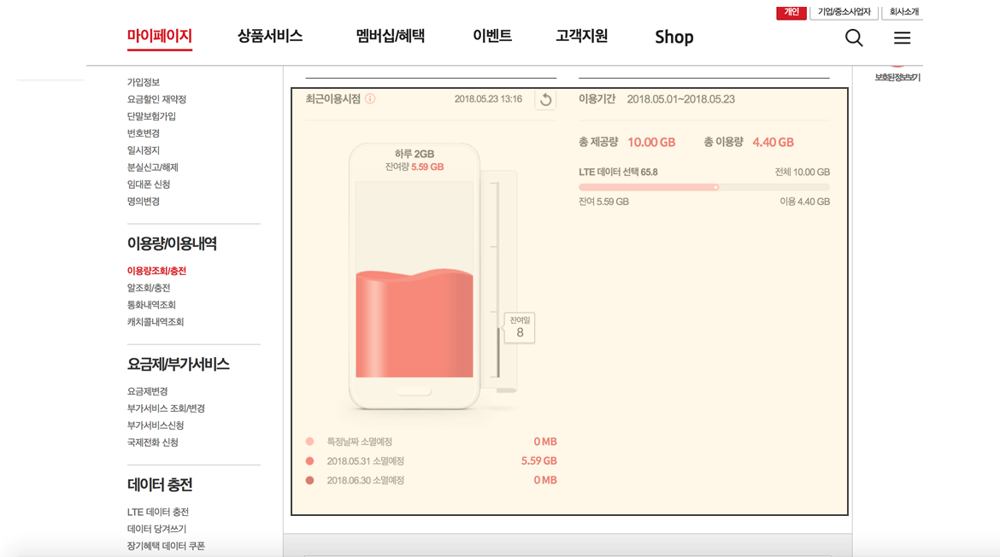 개인
기업/중소사업자
회사소개
마이페이지
상품서비스
멤버십/혜택
이벤트
고객지원
Shop
가입정보
요금할인 재약정
단말보험가입
번호변경
일시정지
분실신고/해제
임대폰 신청
명의변경
이용량/이용내역
이용량조회/충전
알조회/충전
통화내역조회
캐치콜내역조회
요금제/부가서비스
요금제변경
부가서비스 조회/변경
부가서비스신청
국제전화 신청
데이터 충전
LTE 데이터 충전
데이터 당겨쓰기
장기혜택 데이터 쿠폰
최근이용시점
2018.05.23 13:16
하루 2GB
잔여량 5.59 GB
잔여일
8
특정날짜 소멸예정 0 MB
2018.05.31 소멸예정 5.59 GB
2018.06.30 소멸예정 0 MB
이용기간 2018.05.01~2018.05.23
총 제공량 10.00 GB 총 이용량 4.40 GB
LTE 데이터 선택 65.8 전체 10.00 GB
잔여 5.59 GB 이용 4.40 GB
보호된정보보기